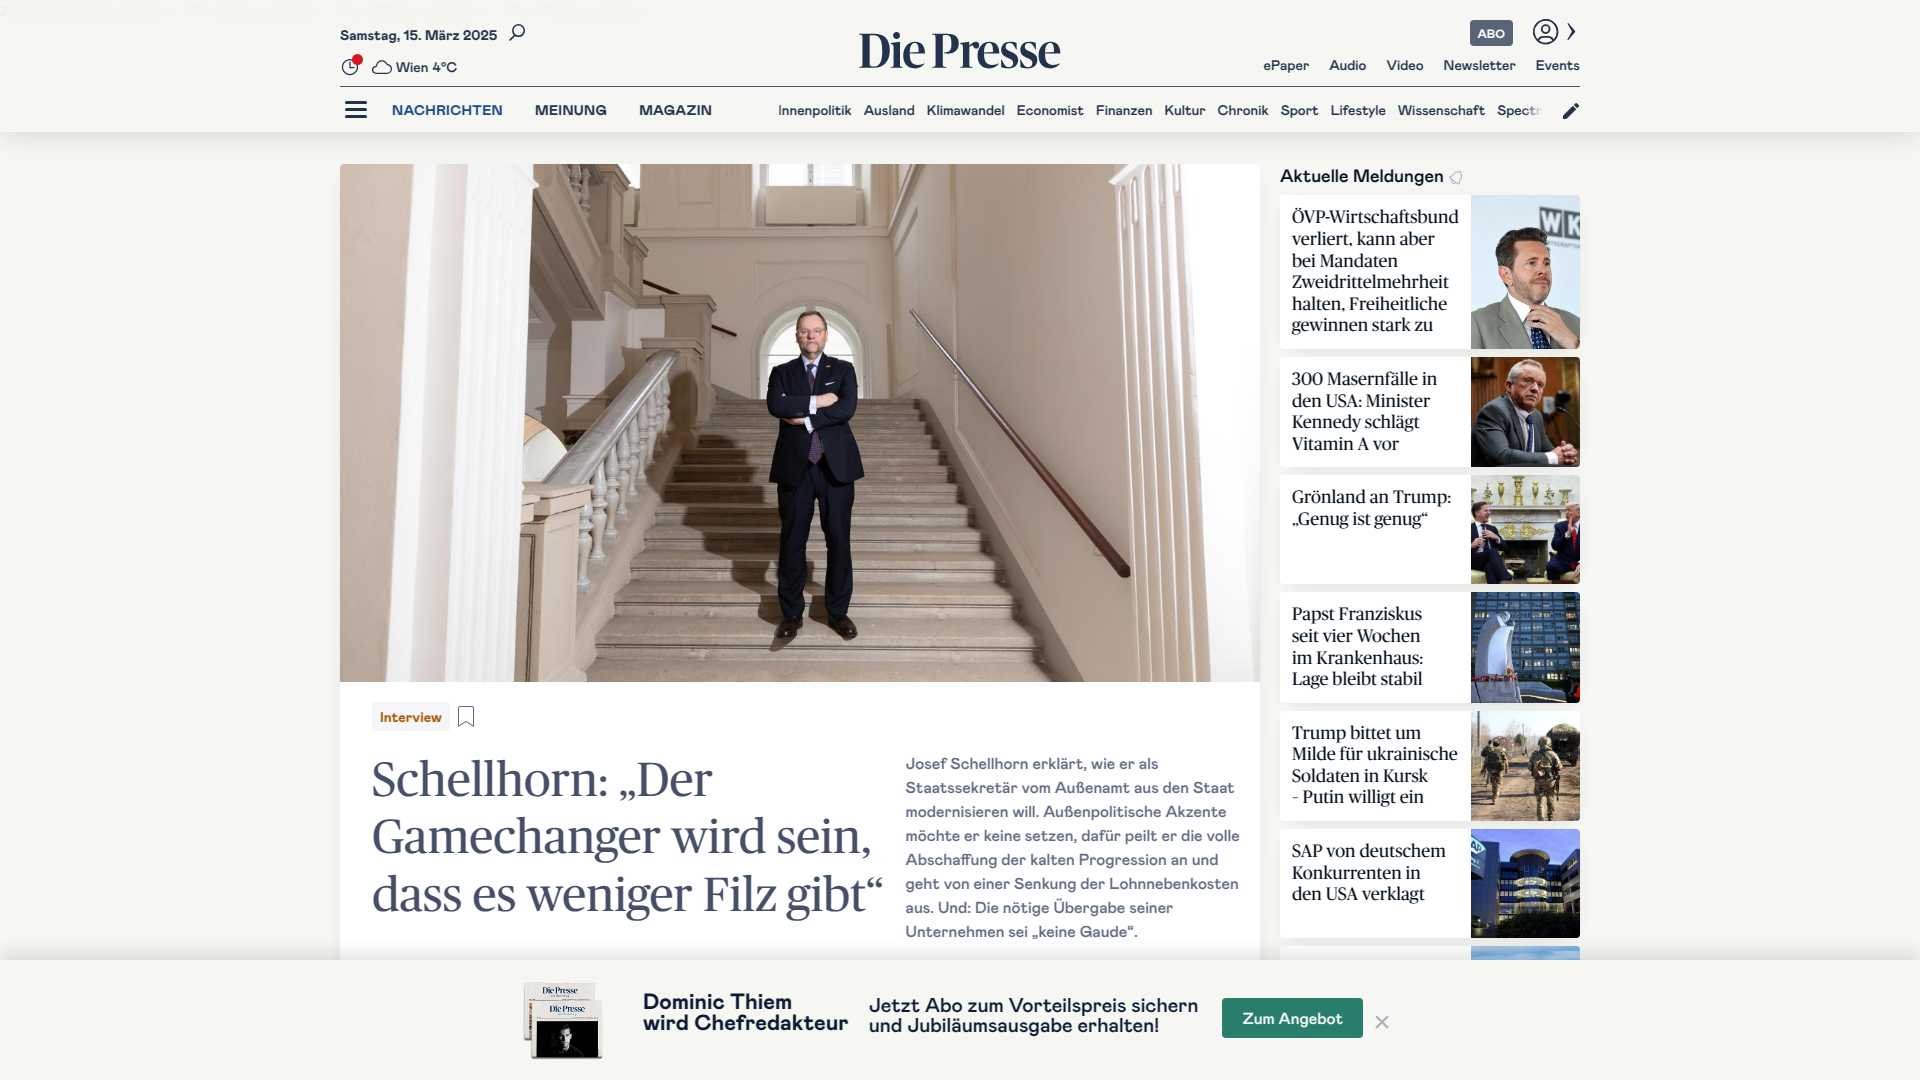 Samstag, 15. März 2025
Wien 4°C
Die Presse
ABO
ePaper Audio Video Newsletter Events
NACHRICHTEN MEINUNG MAGAZIN
Innenpolitik Ausland Klimawandel Economist Finanzen Kultur Chronik Sport Lifestyle Wissenschaft Spectr
Interview
Schellhorn: „Der
Gamechanger wird sein,
dass es weniger Filz gibt“
Josef Schellhorn erklärt, wie er als
Staatssekretär vom Außenamt aus den Staat
modernisieren will. Außenpolitische Akzente
möchte er keine setzen, dafür peilt er die volle
Abschaffung der kalten Progression an und
geht von einer Senkung der Lohnnebenkosten
aus. Und: Die nötige Übergabe seiner
Unternehmen sei „keine Gaude“.
Aktuelle Meldungen
ÖVP-Wirtschaftsbund
verliert, kann aber
bei Mandaten
Zweidrittelmehrheit
halten, Freiheitliche
gewinnen stark zu
WK
300 Masernfälle in
den USA: Minister
Kennedy schlägt
Vitamin A vor
Grönland an Trump:
„Genug ist genug“
Papst Franziskus
seit vier Wochen
im Krankenhaus:
Lage bleibt stabil
Trump bittet um
Milde für ukrainische
Soldaten in Kursk
- Putin willigt ein
SAP von deutschem
Konkurrenten in
den USA verklagt
Die Presse
Die Presse
Dominic Thiem
wird Chefredakteur
Jetzt Abo zum Vorteilspreis sichern
und Jubiläumsausgabe erhalten!
Zum Angebot